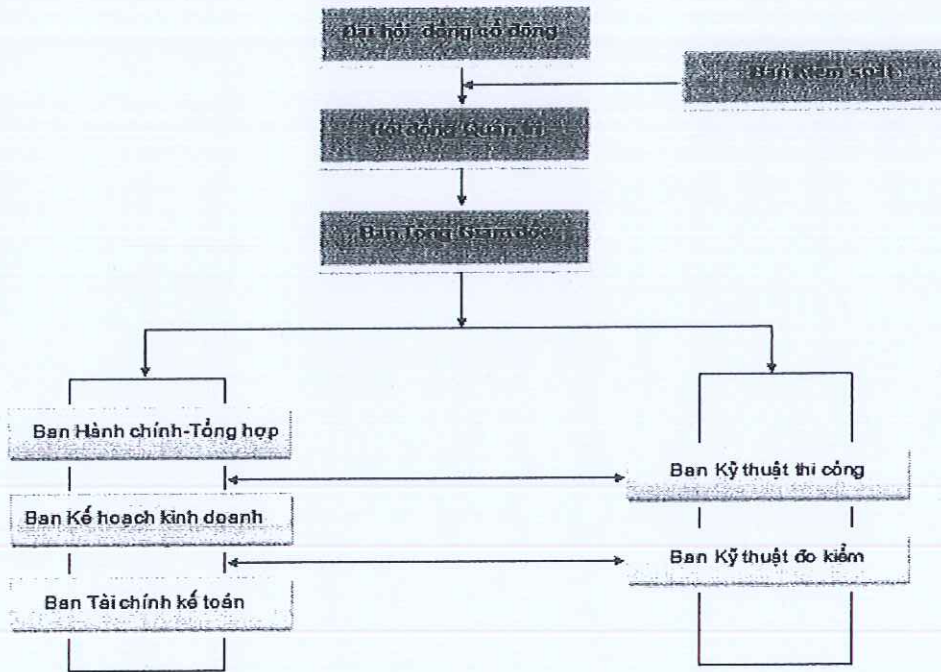 Đại hội đồng cổ đông
Ban Kiểm soát
Hội đồng Quản trị
Ban Tổng Giám đốc
Ban Hành chính-Tổng hợp
Ban Kỹ thuật thi công
Ban Kế hoạch kinh doanh
Ban Kỹ thuật đo kiểm
Ban Tài chính kế toán